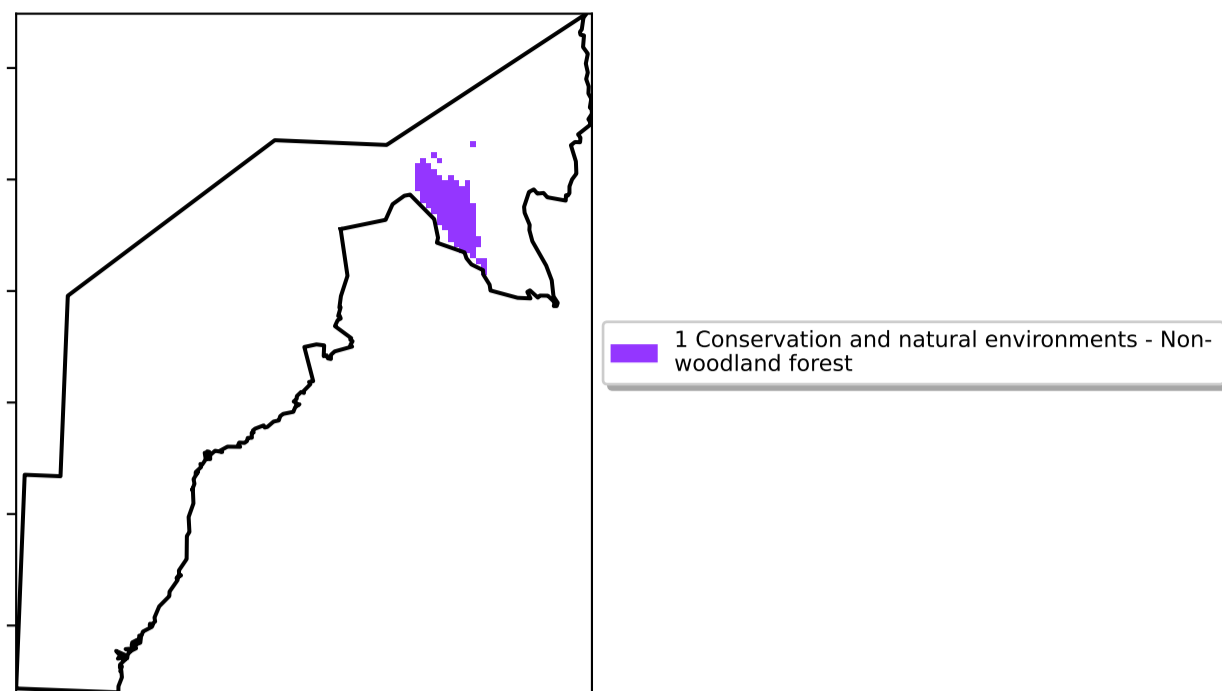 1 Conservation and natural environments - Non-
woodland forest